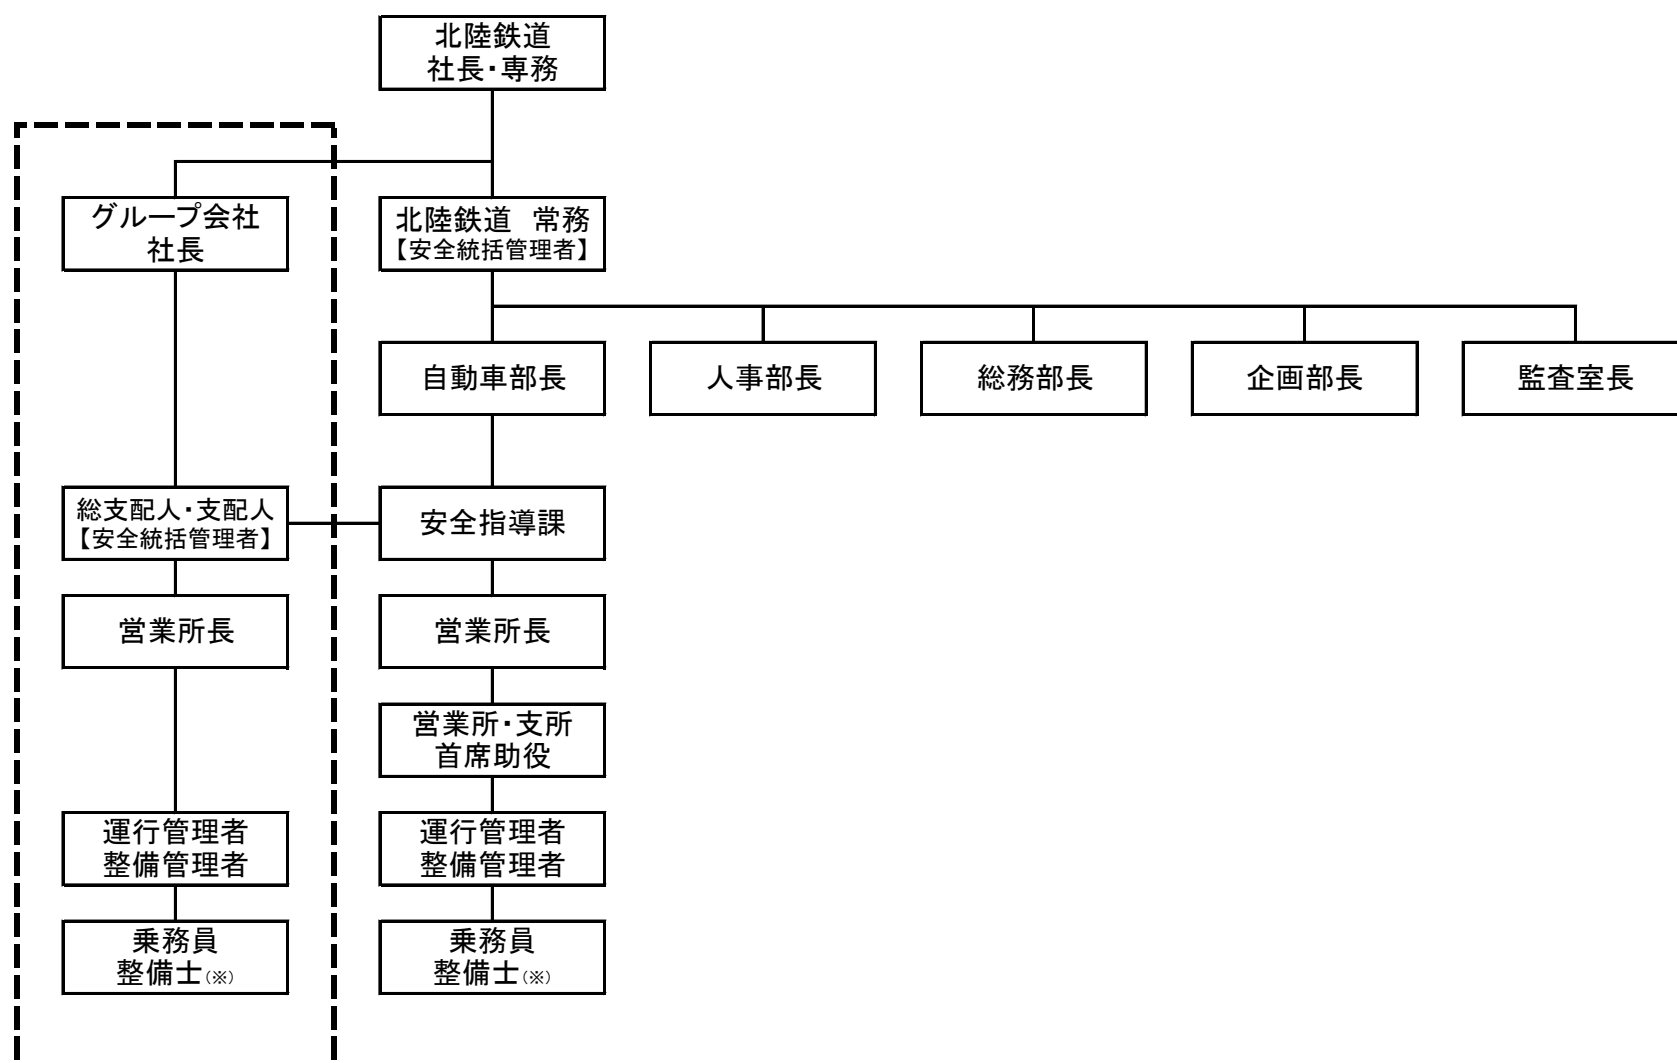 北陸鉄道
社長・専務
グループ会社
社長
北陸鉄道　常務
【安全統括管理者】
自動車部長
人事部長
総務部長
企画部長
監査室長
総支配人・支配人
【安全統括管理者】
安全指導課
営業所長
営業所長
営業所・支所
首席助役
運行管理者
整備管理者
運行管理者
整備管理者
乗務員
整備士(※)
乗務員
整備士(※)